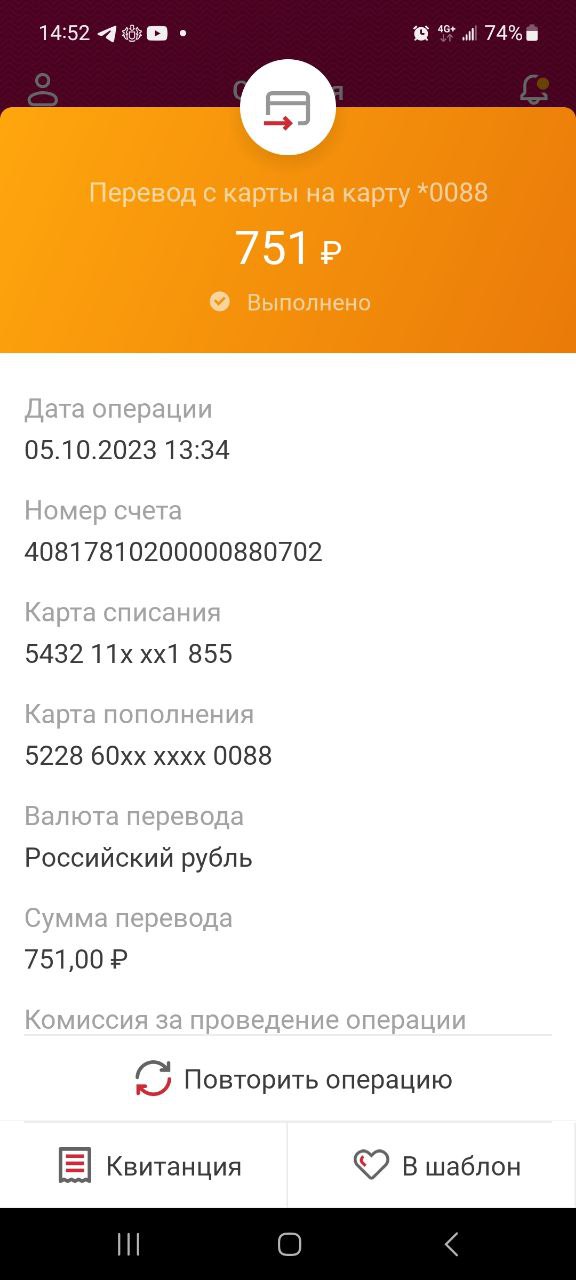 14:52
4G+
74%
Перевод с карты на карту *0088
751 ₽
Выполнено
Дата операции
05.10.2023 13:34
Номер счета
40817810200000880702
Карта списания
5432 11x xx1 855
Карта пополнения
5228 60xx xxxx 0088
Валюта перевода
Российский рубль
Сумма перевода
751,00 ₽
Комиссия за проведение операции
Повторить операцию
Квитанция
В шаблон